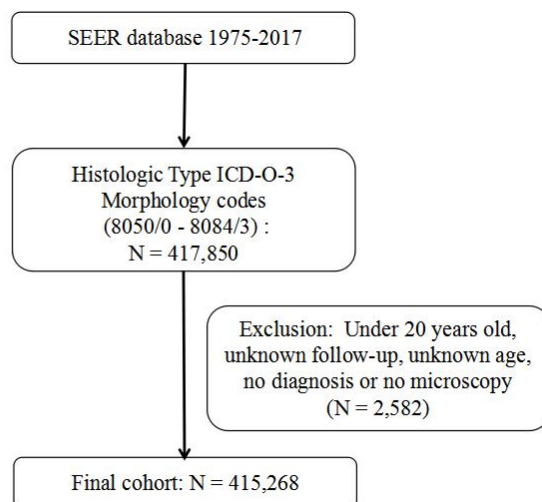 SEER database 1975-2017
Histologic Type ICD-O-3
Morphology codes
(8050/0 - 8084/3) :
N = 417,850
Exclusion:  Under 20 years old,
unknown follow-up, unknown age,
no diagnosis or no microscopy
(N = 2,582)
Final cohort: N = 415,268